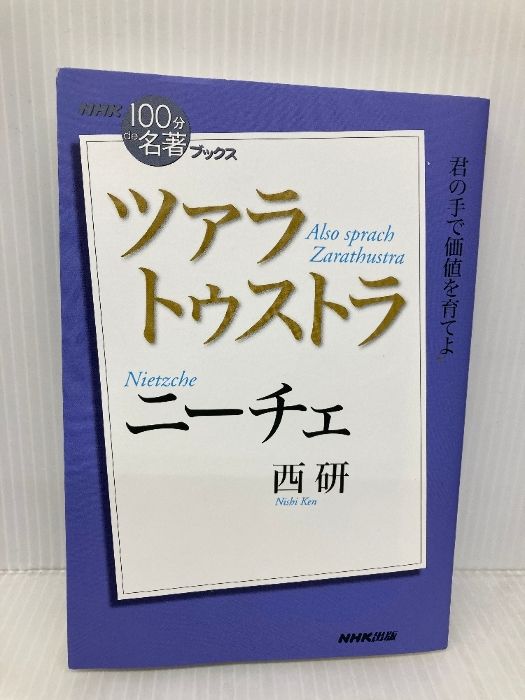 NHK
100分
de名著
ブックス
ツァラ
トゥストラ
Also sprach
Zarathustra
Nietzche
ニーチェ
西研
Nishi Ken
君の手で価値を育てよ。
NHK出版